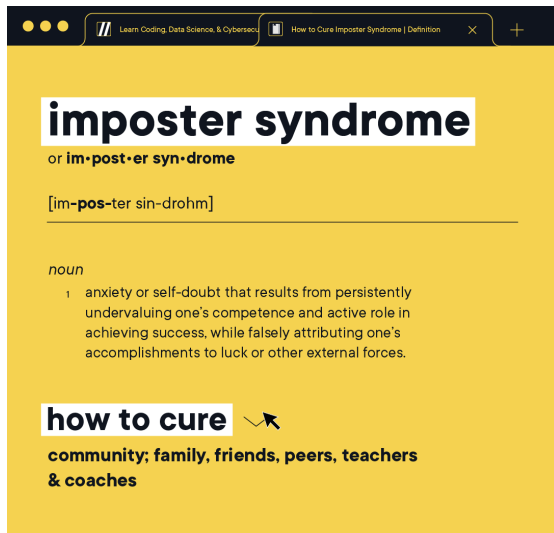 Learn Coding, Data Science, & Cybersecu
How to Cure Imposter Syndrome | Definition
imposter syndrome
or im•post•er syn•drome
[im-pos-ter sin-drohm]
noun
1 anxiety or self-doubt that results from persistently
undervaluing one's competence and active role in
achieving success, while falsely attributing one's
accomplishments to luck or other external forces.
how to cure
community; family, friends, peers, teachers
& coaches